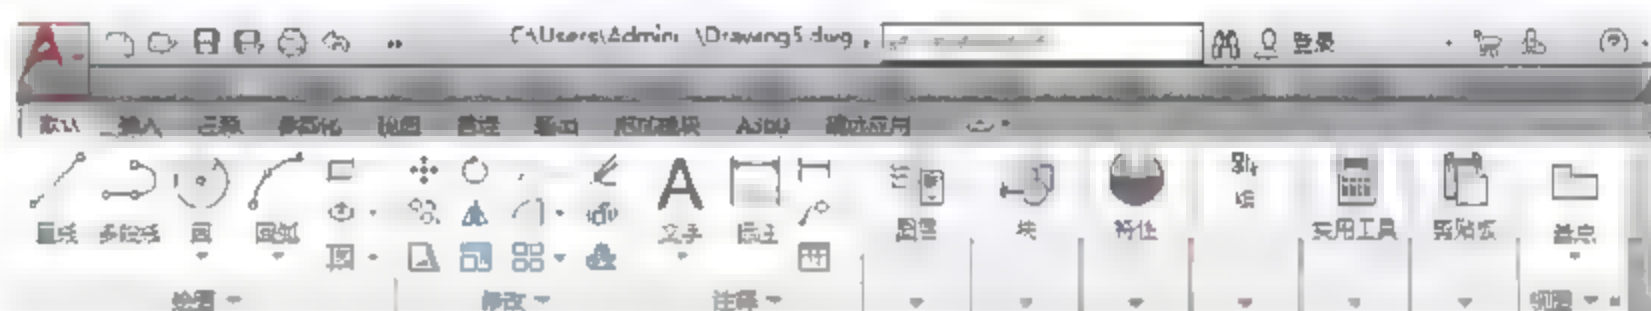 C:\Users\Admini \Drawing5.dwg
登录
默认 插入 注释 参数化 视图 管理 输出 附加模块 A360 精选应用
直线 多段线 圆 圆弧 文字 标注 图层 块 特性 组 实用工具 剪贴板 基点
绘图 修改 注释 视图